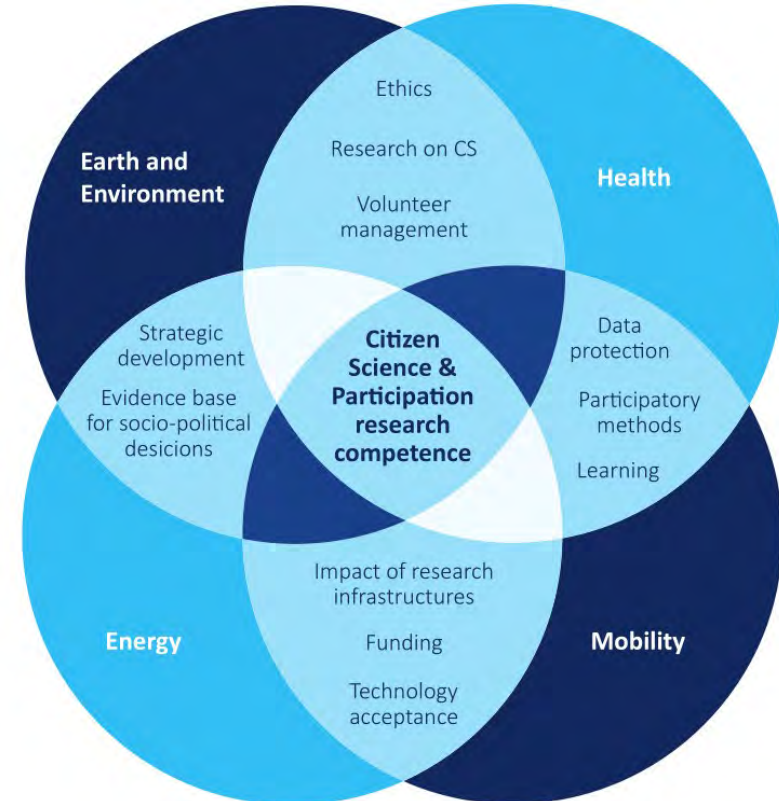 Ethics
Research on CS
Volunteer
management
Earth and
Environment
Health
Strategic
development
Evidence base
for socio-political
desicions
Citizen
Science &
Participation
research
competence
Data
protection
Participatory
methods
Learning
Impact of research
infrastructures
Funding
Technology
acceptance
Energy
Mobility